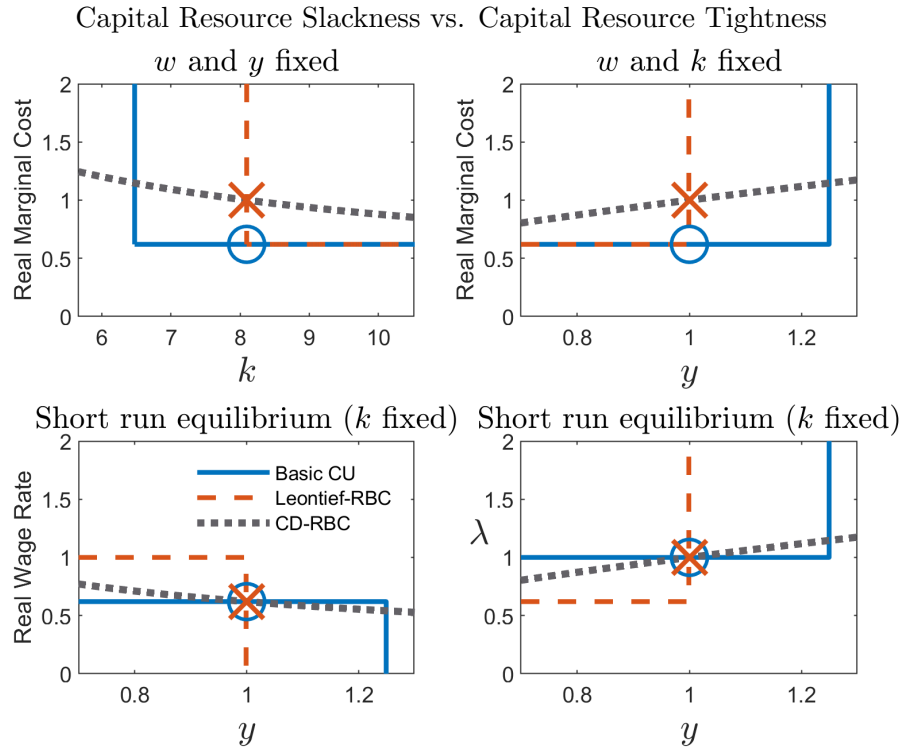 Capital Resource Slackness vs. Capital Resource Tightness
w and y fixed
w and k fixed
Real Marginal Cost
2
1.5
1
0.5
0
6
7
8
9
10
k
Real Marginal Cost
2
1.5
1
0.5
0
0.8
1
1.2
y
Short run equilibrium (k fixed)
Short run equilibrium (k fixed)
Real Wage Rate
2
1.5
1
0.5
0
Basic CU
Leontief-RBC
CD-RBC
0.8
1
1.2
y
λ
2
1.5
1
0.5
0
0.8
1
1.2
y